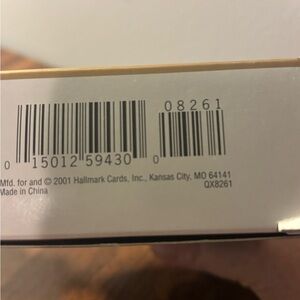 08261
0 15012 59430 0
Mfd. for and © 2001 Hallmark Cards, Inc., Kansas City, MO 64141
Made in China
QX8261